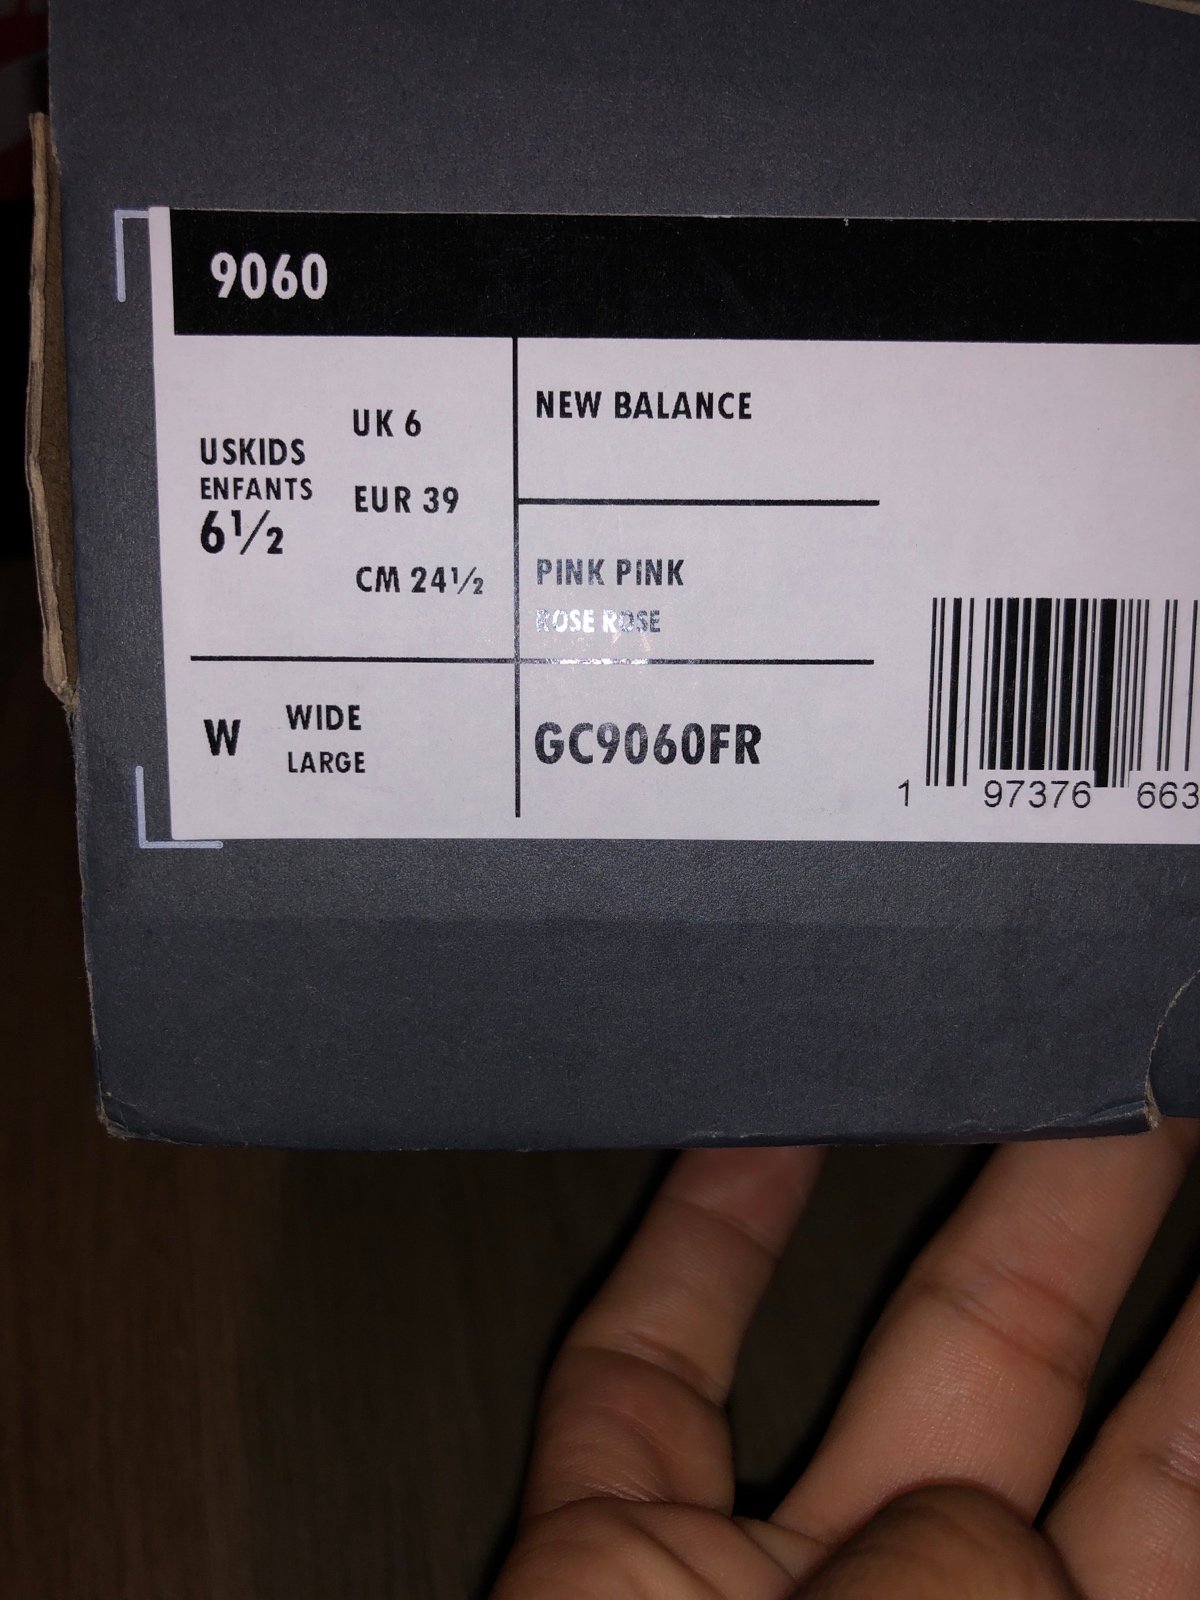 9060
USKIDS
ENFANTS
6½
UK 6
EUR 39
CM 24½
NEW BALANCE
PINK PINK
ROSE ROSE
W WIDE
LARGE
GC9060FR
1 97376 663